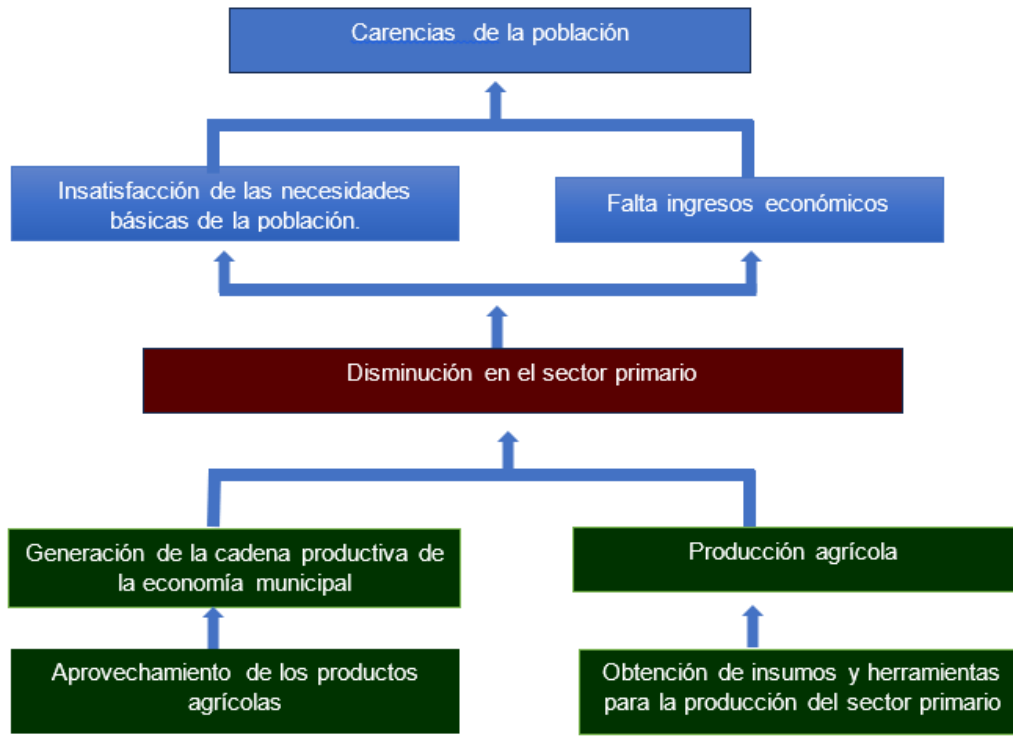 Carencias de la población
Insatisfacción de las necesidades
básicas de la población.
Falta ingresos económicos
Disminución en el sector primario
Generación de la cadena productiva de
la economía municipal
Producción agrícola
Aprovechamiento de los productos
agrícolas
Obtención de insumos y herramientas
para la producción del sector primario